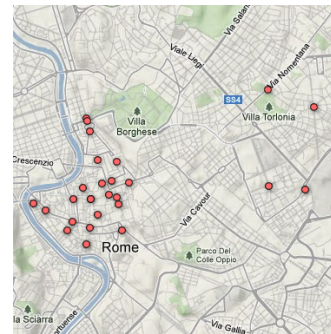 Via Salaria
Viale Liegi
Via Nomentana
SS4
Villa
Borghese
Villa Torlonia
Crescenzio
Via Cavour
Rome
Parco Del
Colle Oppio
la Sciarra
Via Gallia